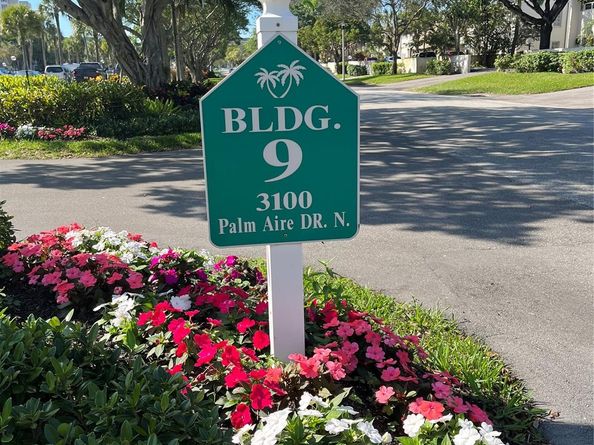 BLDG.
9
3100
Palm Aire DR. N.